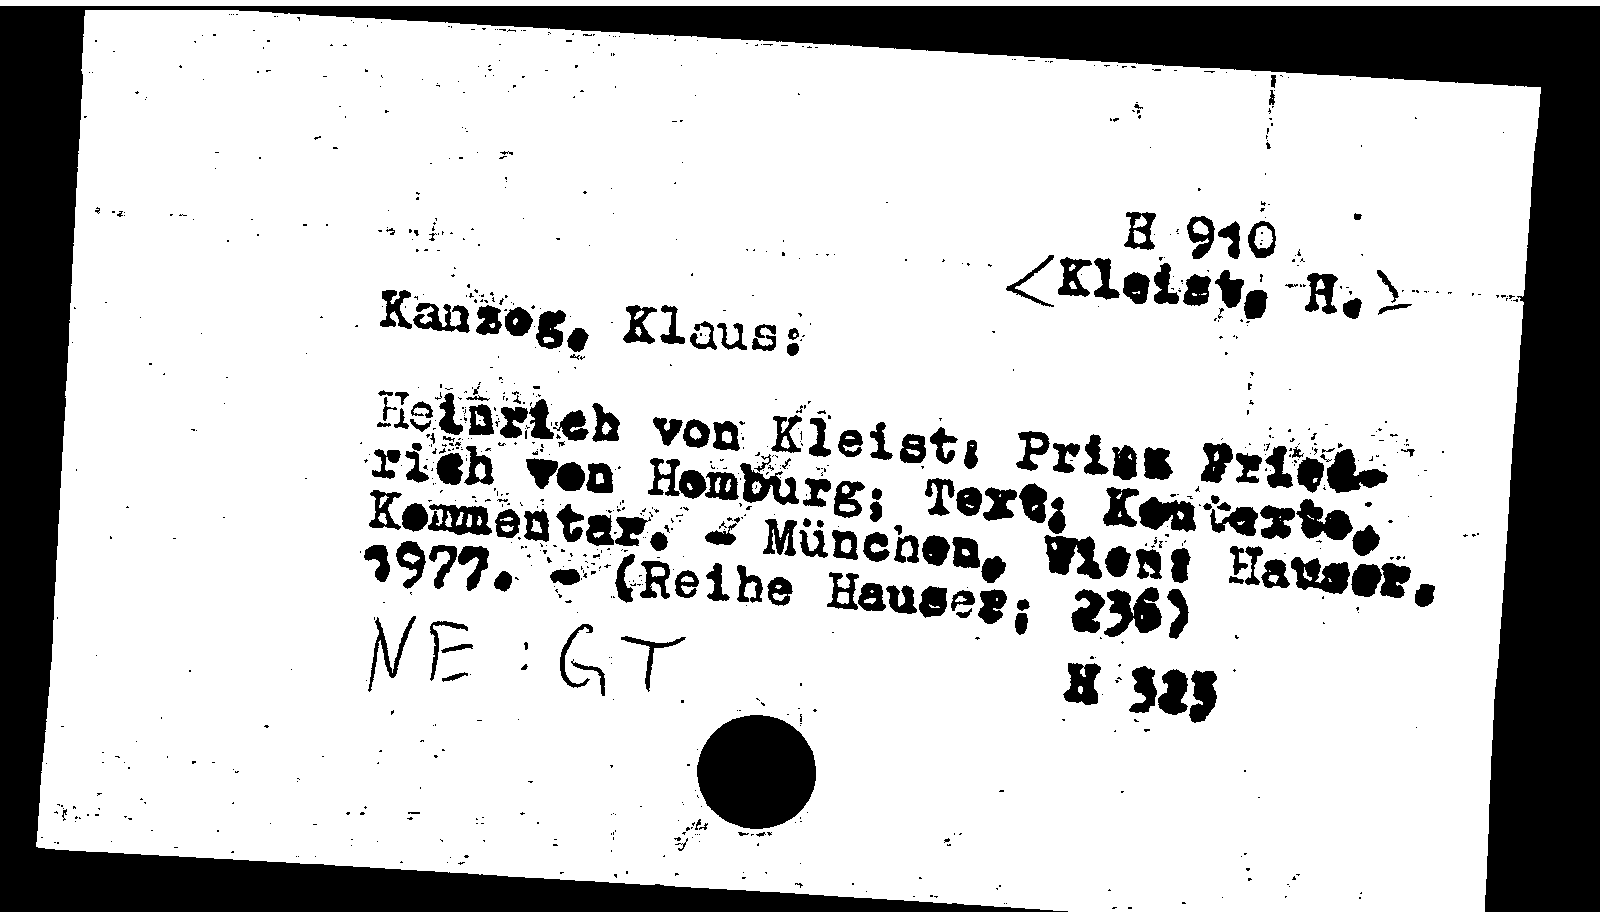 H 910
<Kleist, H.>
Kanzog, Klaus:
Heinrich von Kleist: Prinz Fried-
rich von Homburg; Text; Kontexte,
Kommentar. - München, Wien: Hauser,
1977. - (Reihe Hauser; 236)
NE : GT
H 323